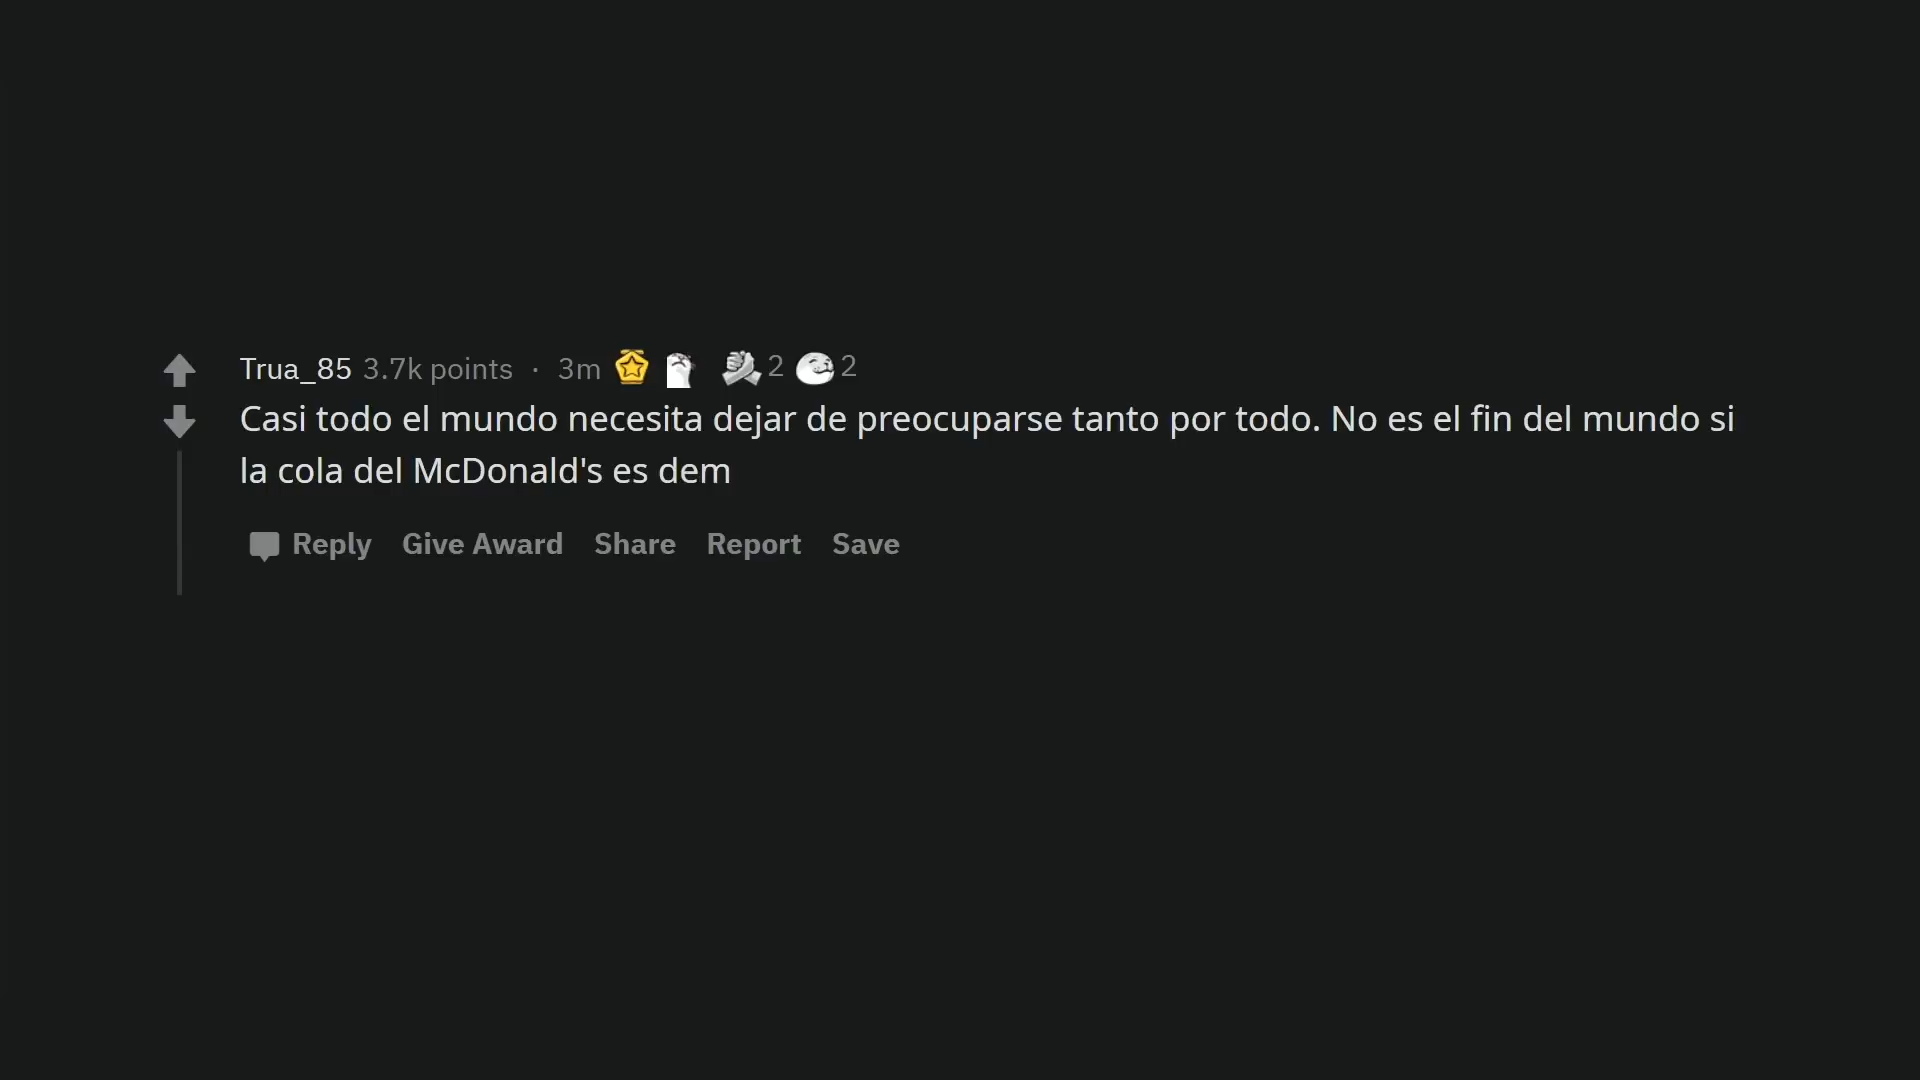 Trua_85 3.7k points · 3m 2 2
Casi todo el mundo necesita dejar de preocuparse tanto por todo. No es el fin del mundo si
la cola del McDonald's es dem
Reply Give Award Share Report Save